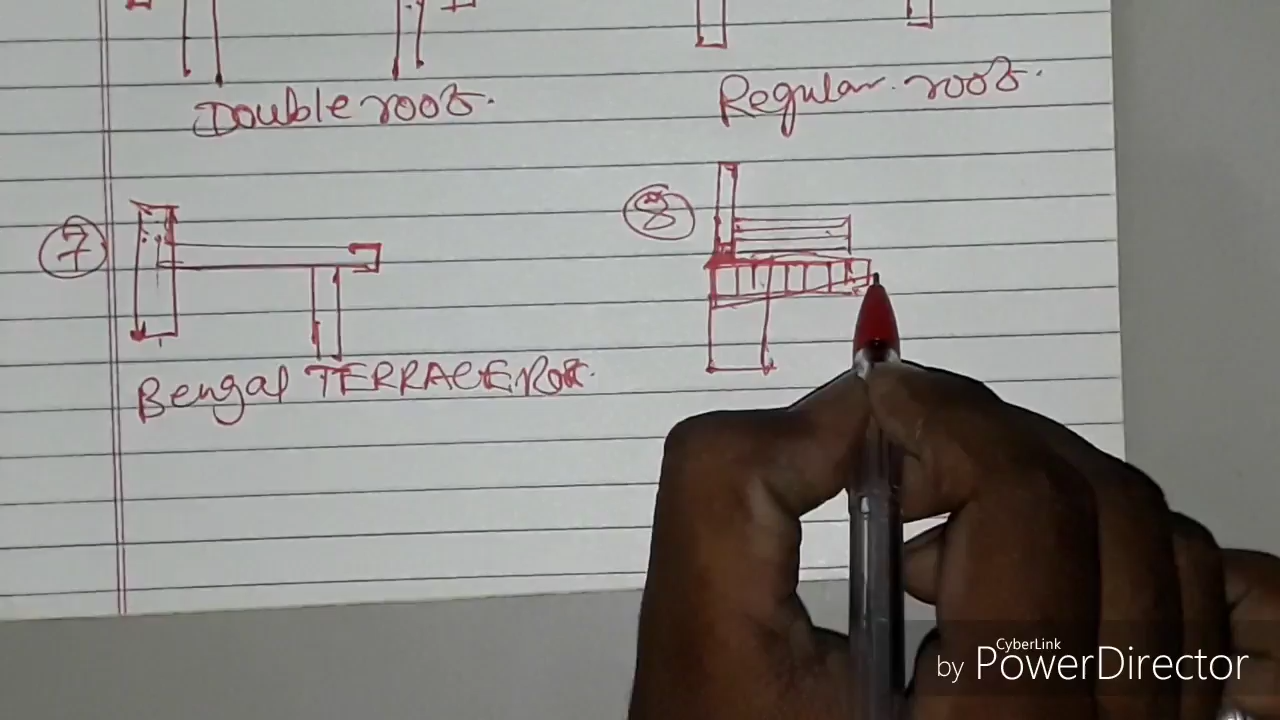 Double roof.
Regular. roof.
7
8
Bengal TERRACE Roof.
CyberLink
by PowerDirector